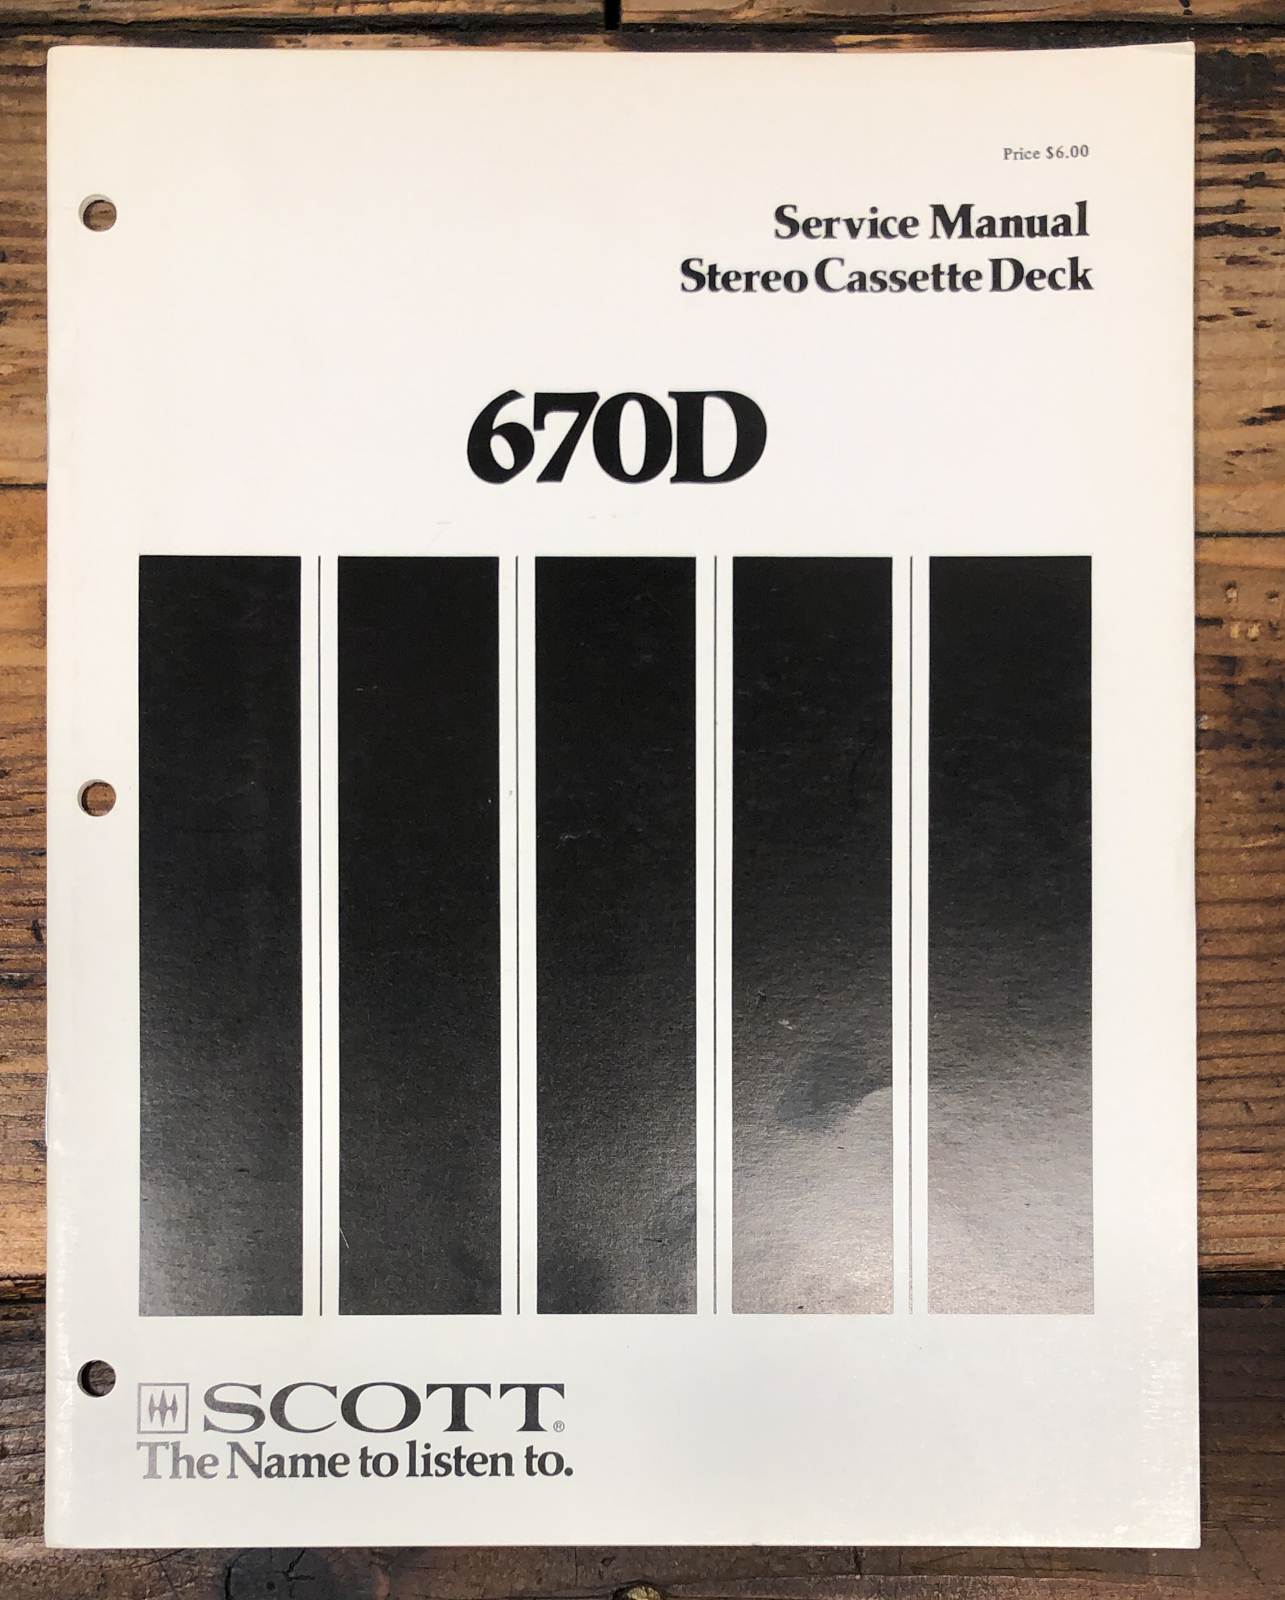 Price $6.00
Service Manual
Stereo Cassette Deck
670D
SCOTT®
The Name to listen to.